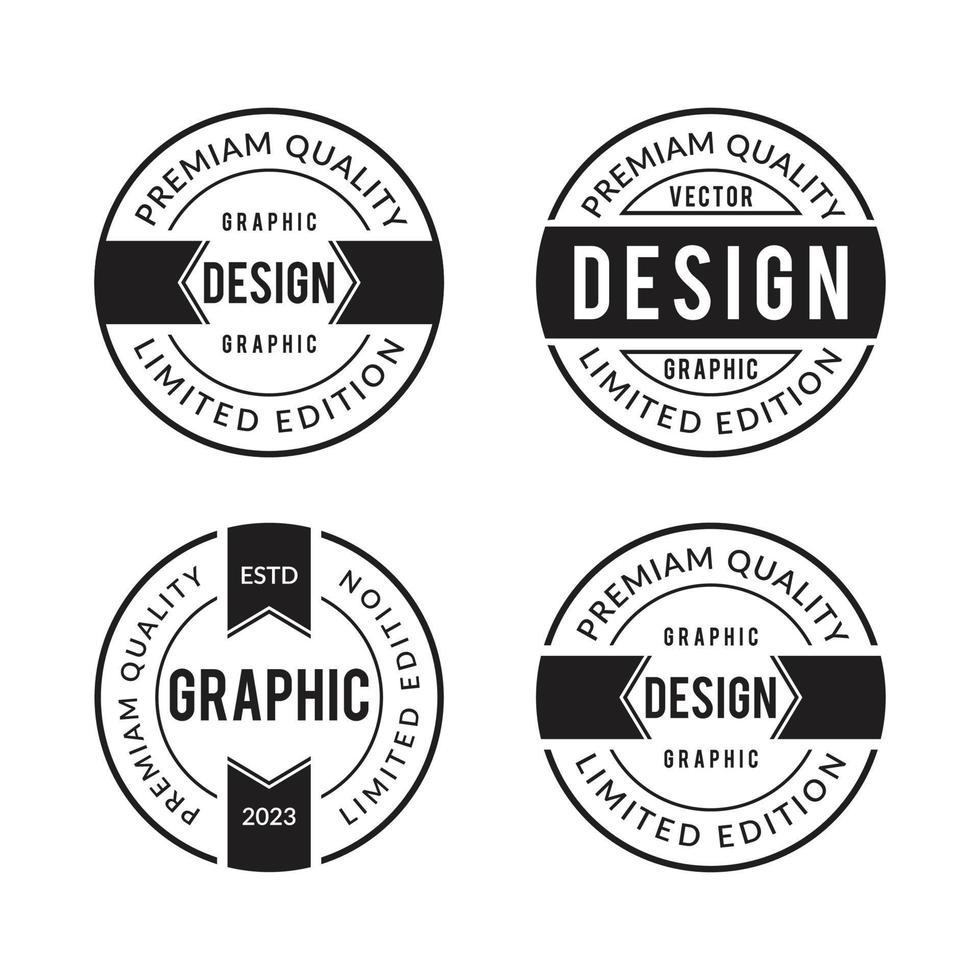 PREMIAM QUALITY
GRAPHIC
DESIGN
GRAPHIC
LIMITED EDITION
PREMIAM QUALITY
VECTOR
DESIGN
GRAPHIC
LIMITED EDITION
ESTD
PREMIAM QUALITY
GRAPHIC
LIMITED EDITION
2023
PREMIAM QUALITY
GRAPHIC
DESIGN
GRAPHIC
LIMITED EDITION